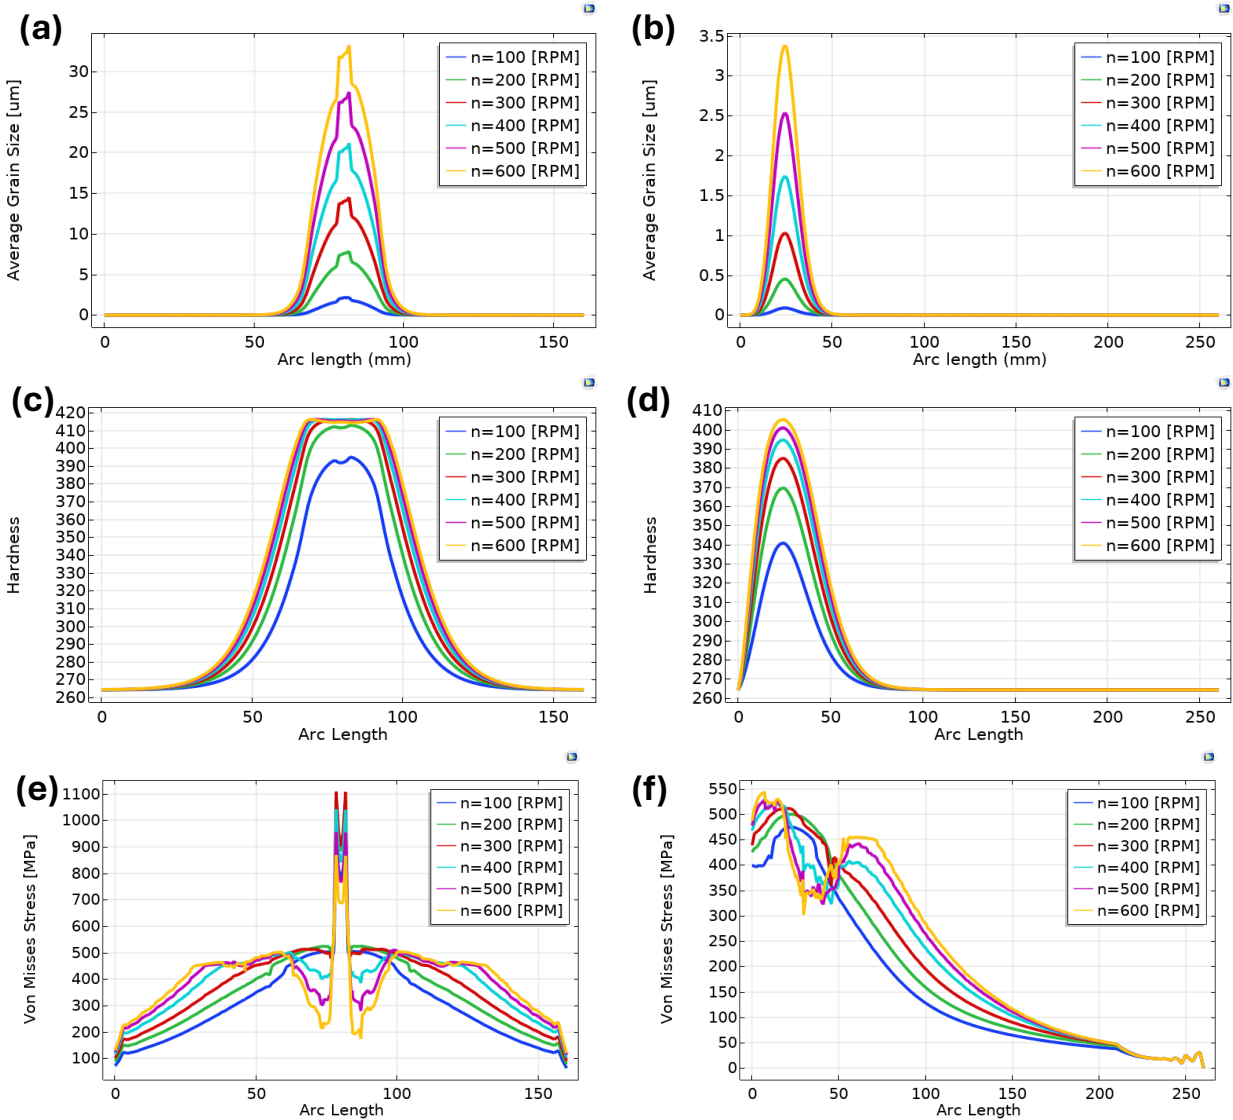 (a)
30
25
20
15
10
5
0
Average Grain Size [um]
0 50 100 150
Arc length (mm)
n=100 [RPM]
n=200 [RPM]
n=300 [RPM]
n=400 [RPM]
n=500 [RPM]
n=600 [RPM]
(b)
3.5
3
2.5
2
1.5
1
0.5
0
Average Grain Size [um]
0 50 100 150 200 250
Arc length (mm)
n=100 [RPM]
n=200 [RPM]
n=300 [RPM]
n=400 [RPM]
n=500 [RPM]
n=600 [RPM]
(c)
420
410
400
390
380
370
360
350
340
330
320
310
300
290
280
270
260
Hardness
0 50 100 150
Arc Length
n=100 [RPM]
n=200 [RPM]
n=300 [RPM]
n=400 [RPM]
n=500 [RPM]
n=600 [RPM]
(d)
410
400
390
380
370
360
350
340
330
320
310
300
290
280
270
260
Hardness
0 50 100 150 200 250
Arc Length
n=100 [RPM]
n=200 [RPM]
n=300 [RPM]
n=400 [RPM]
n=500 [RPM]
n=600 [RPM]
(e)
1100
1000
900
800
700
600
500
400
300
200
100
Von Misses Stress [MPa]
0 50 100 150
Arc Length
n=100 [RPM]
n=200 [RPM]
n=300 [RPM]
n=400 [RPM]
n=500 [RPM]
n=600 [RPM]
(f)
550
500
450
400
350
300
250
200
150
100
50
0
Von Misses Stress [MPa]
0 50 100 150 200 250
Arc Length
n=100 [RPM]
n=200 [RPM]
n=300 [RPM]
n=400 [RPM]
n=500 [RPM]
n=600 [RPM]